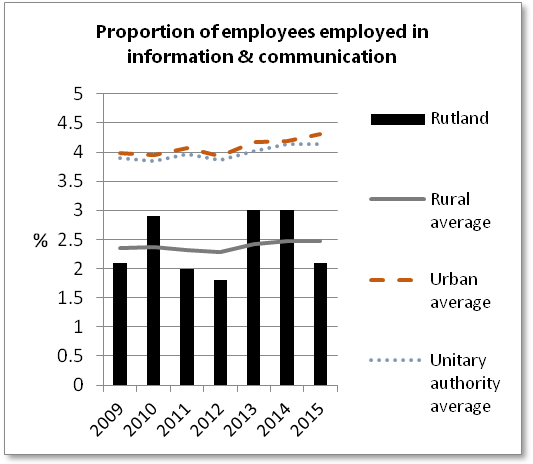 Proportion of employees employed in
information & communication
5
4.5
4
3.5
3
2.5
2
1.5
1
0.5
0
%
2009
2010
2011
2012
2013
2014
2015
Rutland
Rural
average
Urban
average
Unitary
authority
average